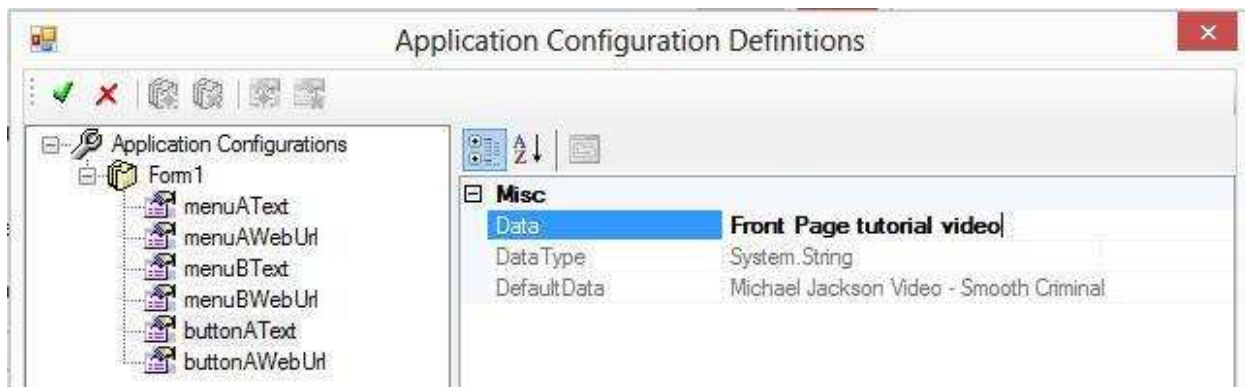 Application Configuration Definitions
Application Configurations
Form1
menuAText
menuAWebUrl
menuBText
menuBWebUrl
buttonAText
buttonAWebUrl
Misc
Data Front Page tutorial video
DataType System.String
DefaultData Michael Jackson Video - Smooth Criminal